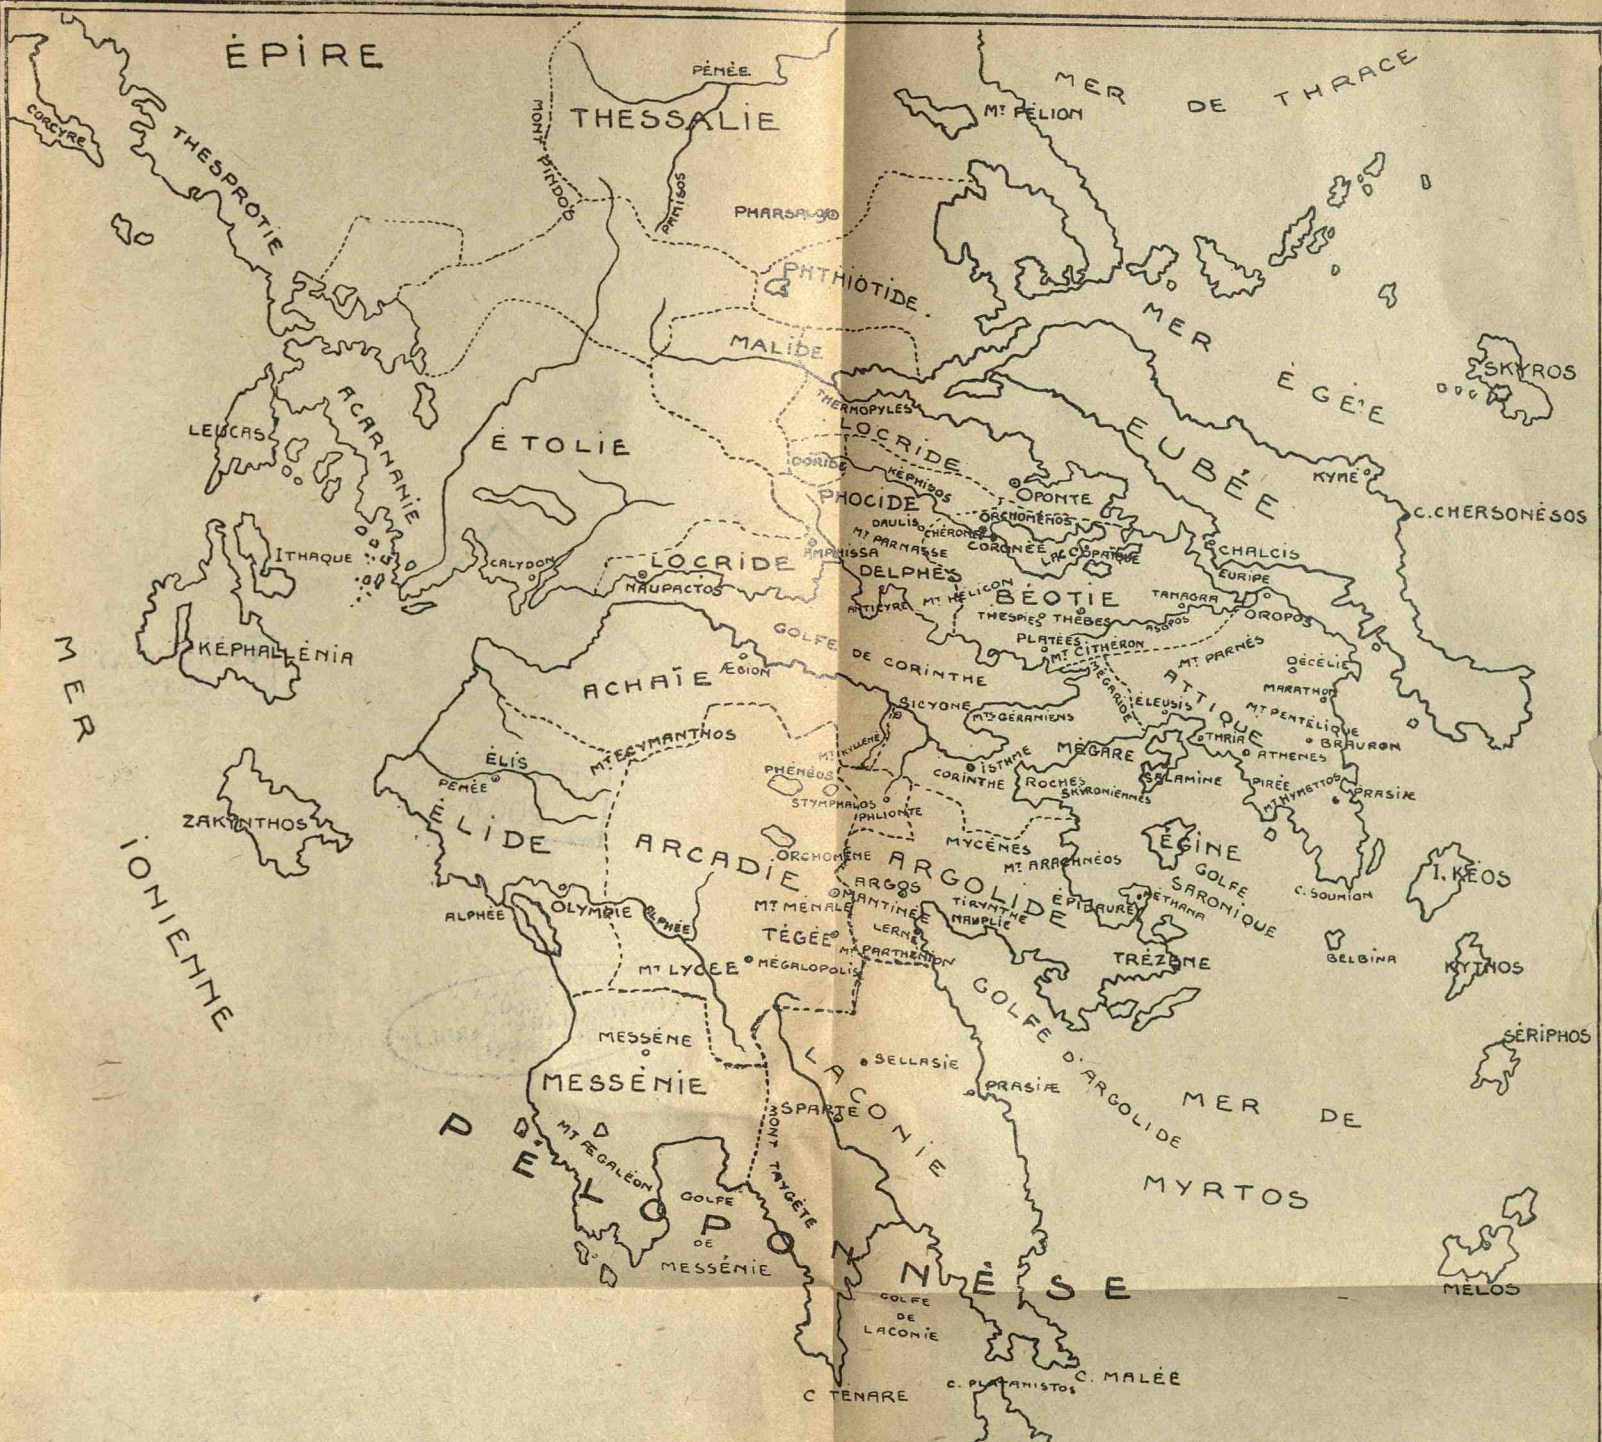 ÉPIRE
MER DE THRACE
PÉNÉE
CORCYRE
THESPROTIE
MONT PINDOS
THESSALIE
MT PÉLION
PAMISOS
PHARSALOS
PHTHIOTIDE.
MER ÉGÉE
MALIDE
SKYROS
THERMOPYLES
LEUCAS
ACARNANIE
ÉTOLIE
LOCRIDE
EUBÉE
DORIDE
KÉPHISOS
KYMÉ
PHOCIDE
OPONTE
C. CHERSONÉSOS
ORCHOMÉNOS
DAULIS
CHÉRONÉE
MT PARNASSE
CORONÉE
LAC COPAÏQUE
CHALCIS
ITHAQUE
CALYDON
LOCRIDE
AMPHISSA
DELPHES
EURIPE
NAUPACTOS
ANTICYRE
MT HÉLICON
BÉOTIE
TANAGRA
OROPOS
THESPIES
THÈBES
ASOPOS
GOLFE DE CORINTHE
PLATÉES
MT CITHÉRON
MT PARNÈS
DÉCÉLIE
MER IONIENNE
KÉPHALLÉNIA
ACHAÏE
ÆGION
MÉGARIDE
ATTIQUE
MARATHON
SICYONE
MTS GÉRANIENS
ÉLEUSIS
MT PENTÉLIQUE
MT ERYMANTHOS
MT KYLLÈNE
MÉGARE
THRIA
BRAURON
ATHÈNES
ÉLIS
PÉNÉE
PHÉNÉOS
ISTHME
CORINTHE
ROCHES SKYRONIENNES
SALAMINE
PIRÉE
MT HYMETTOS
PRASIÆ
STYMPHALOS
PHLIONTE
ZAKYNTHOS
ÉLIDE
ARCADIE
ORCHOMÈNE
MYCÈNES
MT ARACHNÉOS
ÉGINE
GOLFE SARONIQUE
I. KÉOS
ARGOLIDE
ARGOS
C. SOUNION
ALPHÉE
OLYMPIE
ALPHÉE
MT MÉNALE
MANTINÉE
TIRYNTHE
NAUPLIE
ÉPIDAURE
MÉTHANA
TÉGÉE
LERNE
MT PARTHÉNION
TRÉZÈNE
BELBINA
KYTHOS
MT LYCÉE
MÉGALOPOLIS
GOLFE D'ARGOLIDE
MESSÈNE
LACONIE
SELLASIE
SÉRIPHOS
MESSÉNIE
PRASIÆ
MER DE MYRTOS
SPARTE
MONT TAYGÈTE
MT ÆGALÉON
PÉLOPONNÈSE
GOLFE DE MESSÉNIE
MÉLOS
GOLFE DE LACONIE
C. MALÉE
C. PLATANISTOS
C TÉNARE